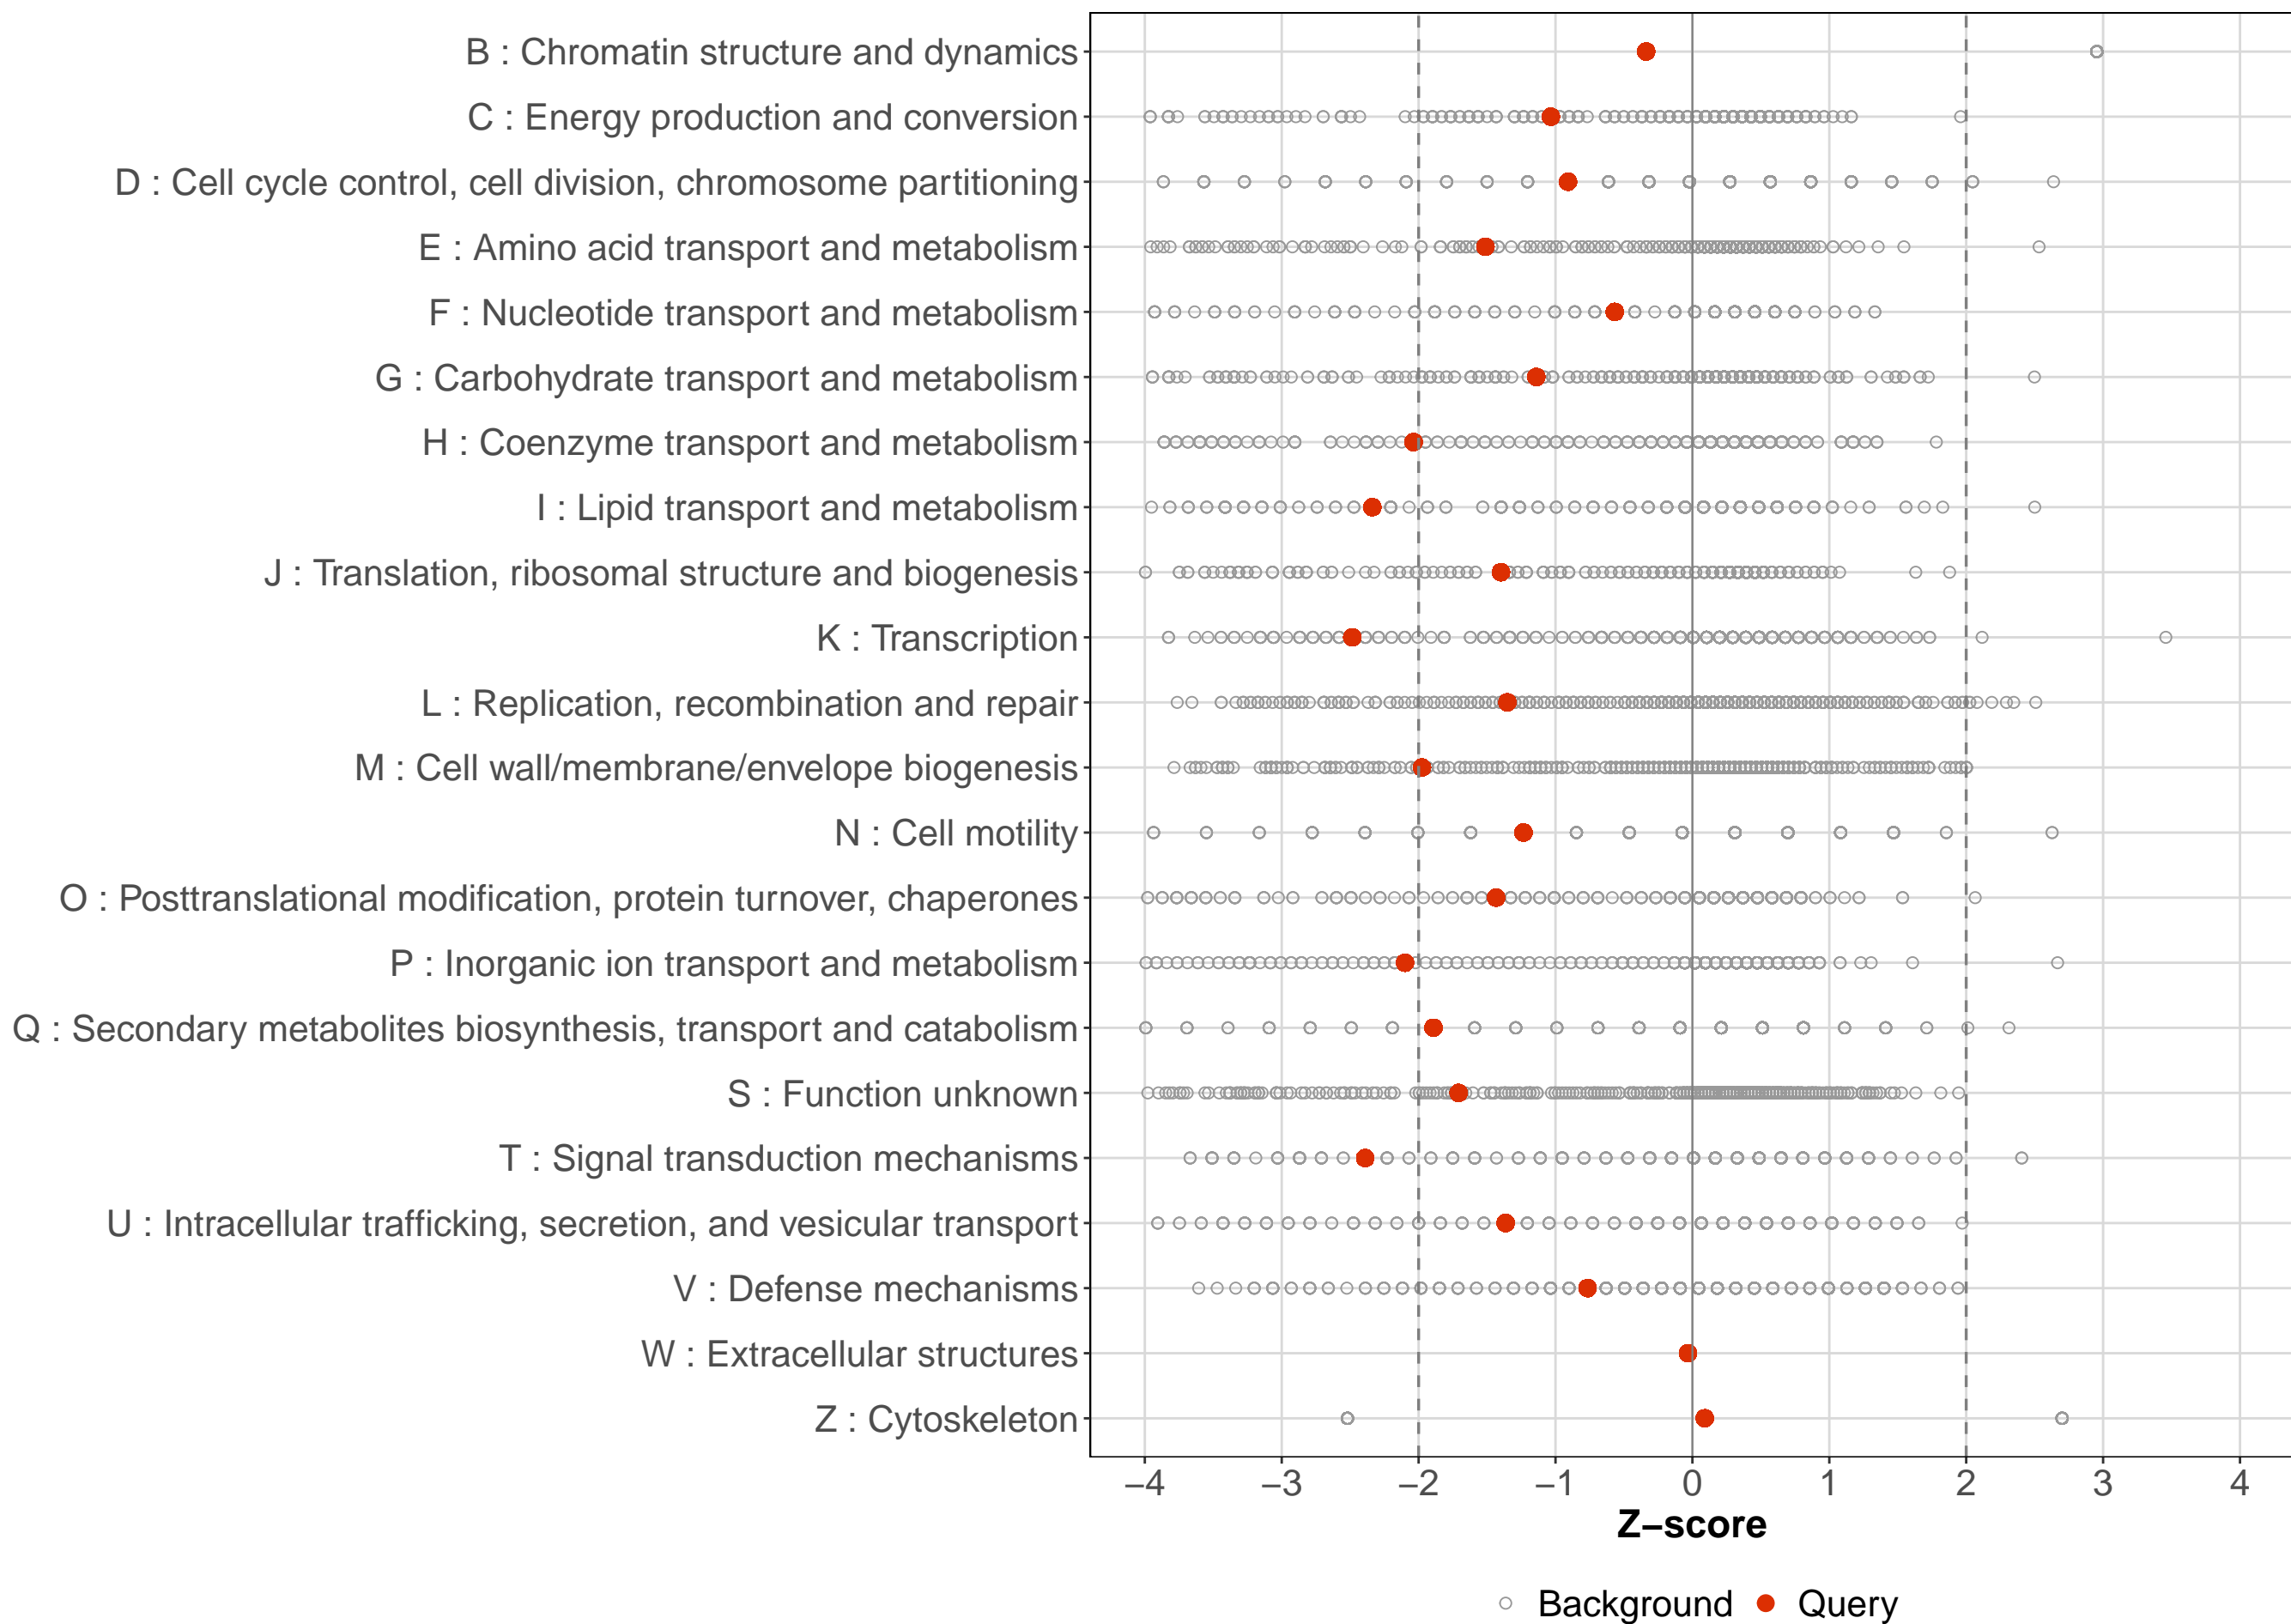 B : Chromatin structure and dynamics
C : Energy production and conversion
D : Cell cycle control, cell division, chromosome partitioning
E : Amino acid transport and metabolism
F : Nucleotide transport and metabolism
G : Carbohydrate transport and metabolism
H : Coenzyme transport and metabolism
I : Lipid transport and metabolism
J : Translation, ribosomal structure and biogenesis
K : Transcription
L : Replication, recombination and repair
M : Cell wall/membrane/envelope biogenesis
N : Cell motility
O : Posttranslational modification, protein turnover, chaperones
P : Inorganic ion transport and metabolism
Q : Secondary metabolites biosynthesis, transport and catabolism
S : Function unknown
T : Signal transduction mechanisms
U : Intracellular trafficking, secretion, and vesicular transport
V : Defense mechanisms
W : Extracellular structures
Z : Cytoskeleton
−4 −3 −2 −1 0 1 2 3 4
Z−score
Background Query